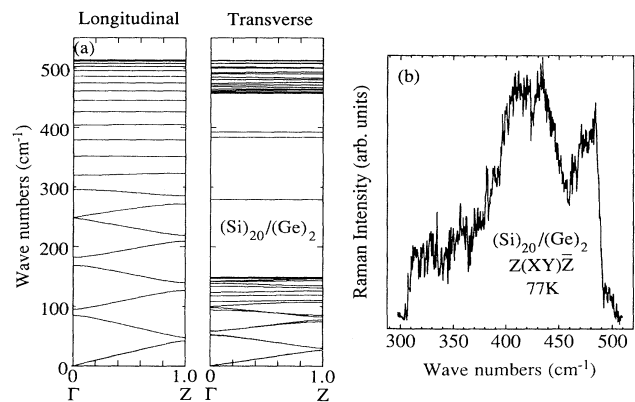 Longitudinal
Transverse
(a)
Wave numbers (cm-1)
500
400
300
200
100
0
(Si)20/(Ge)2
0
1.0
0
1.0
Γ
Z
Γ
Z
(b)
Raman Intensity (arb. units)
(Si)20/(Ge)2
Z(XY)Z̄
77K
300
350
400
450
500
Wave numbers (cm-1)